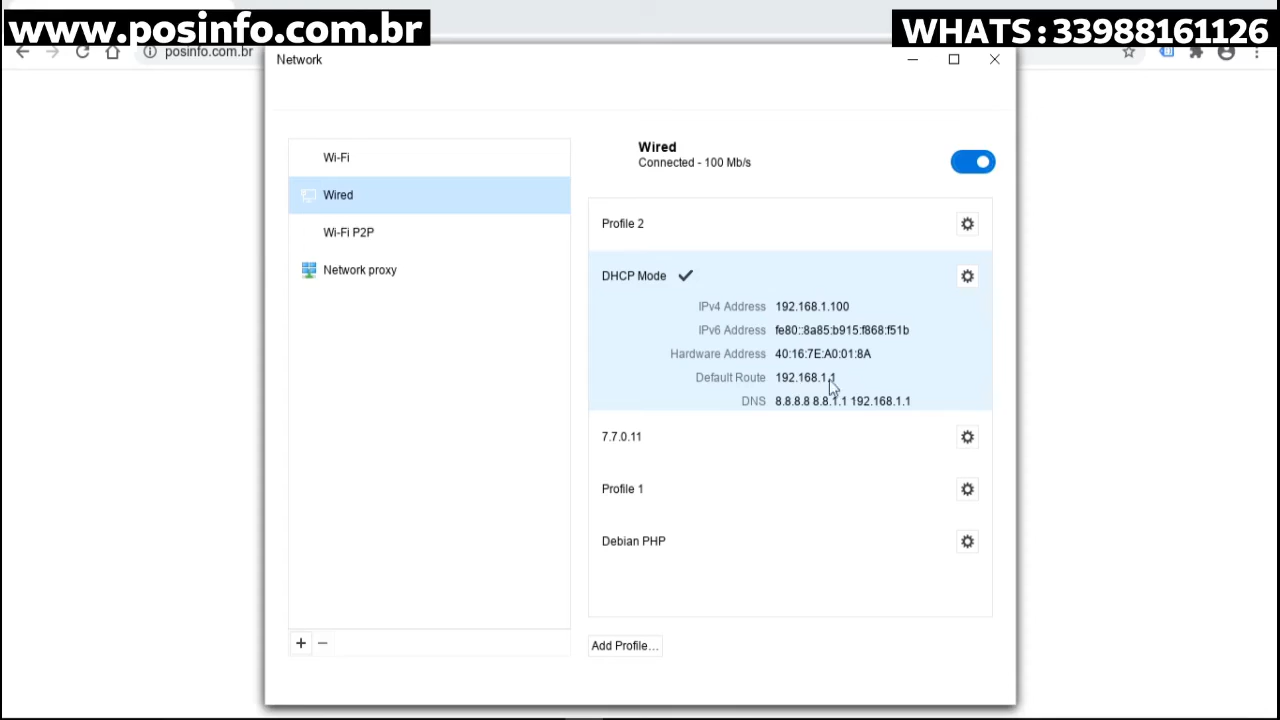 www.posinfo.com.br
WHATS:33988161126
posinfo.com.br
Network
Wi-Fi
Wired
Wi-Fi P2P
Network proxy
Wired
Connected - 100 Mb/s
Profile 2
DHCP Mode
IPv4 Address 192.168.1.100
IPv6 Address fe80::8a85:b915:f868:f51b
Hardware Address 40:16:7E:A0:01:8A
Default Route 192.168.1.1
DNS 8.8.8.8 8.8.1.1 192.168.1.1
7.7.0.11
Profile 1
Debian PHP
Add Profile...